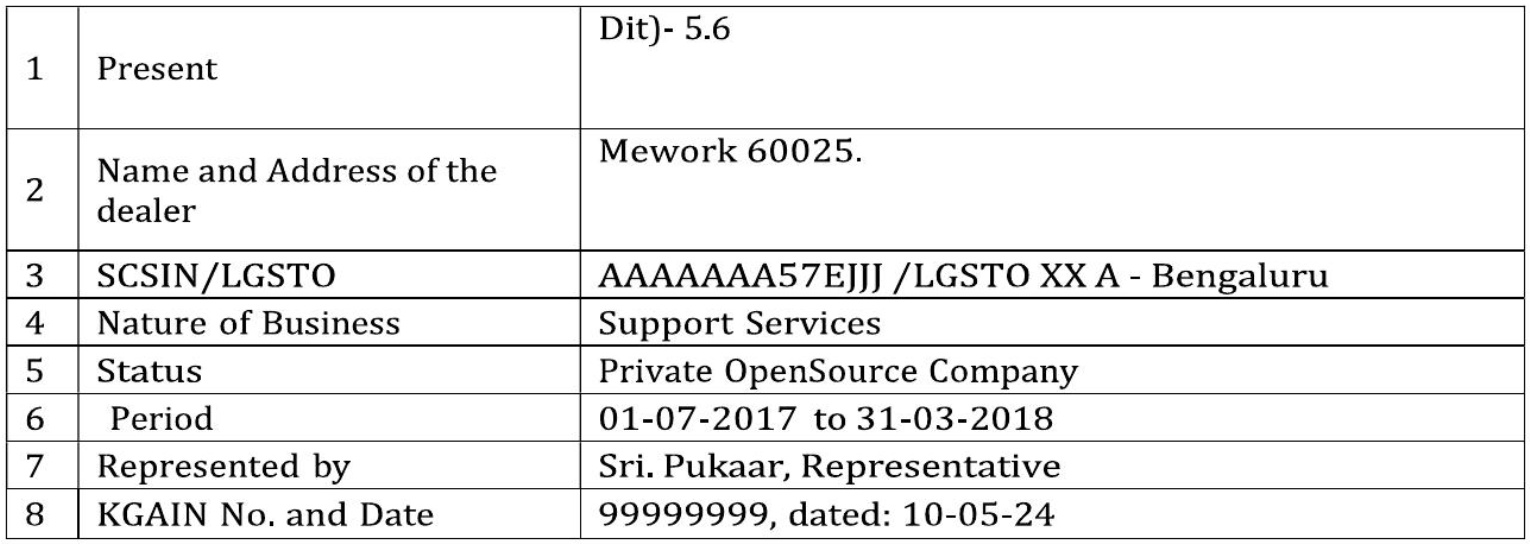 1 Present Dit)- 5.6
2 Name and Address of the dealer Mework 60025.
3 SCSIN/LGSTO AAAAAAA57EJJJ /LGSTO XX A - Bengaluru
4 Nature of Business Support Services
5 Status Private OpenSource Company
6 Period 01-07-2017 to 31-03-2018
7 Represented by Sri. Pukaar, Representative
8 KGAIN No. and Date 99999999, dated: 10-05-24